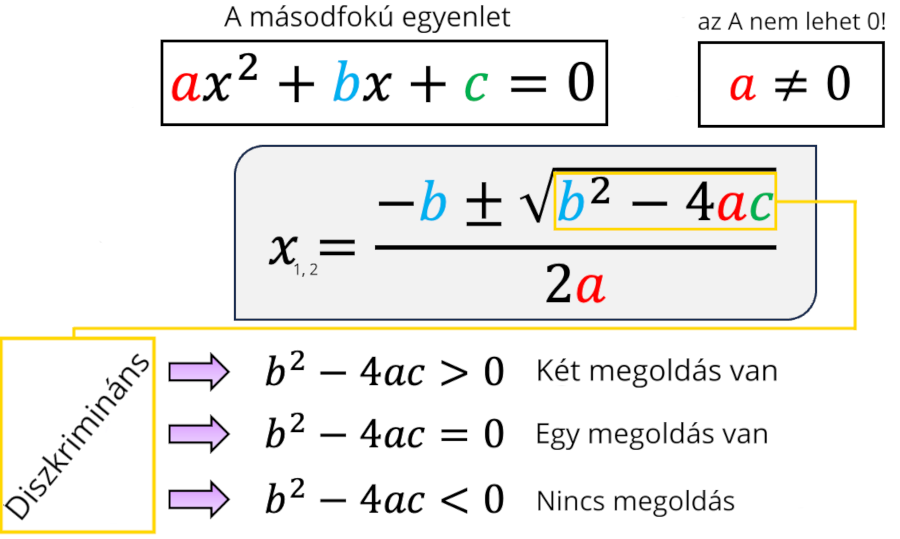 A másodfokú egyenlet
ax² + bx + c = 0
az A nem lehet 0!
a ≠ 0
x₁,₂ = (−b ± √(b² − 4ac)) / 2a
Diszkrimináns
b² − 4ac > 0 Két megoldás van
b² − 4ac = 0 Egy megoldás van
b² − 4ac < 0 Nincs megoldás